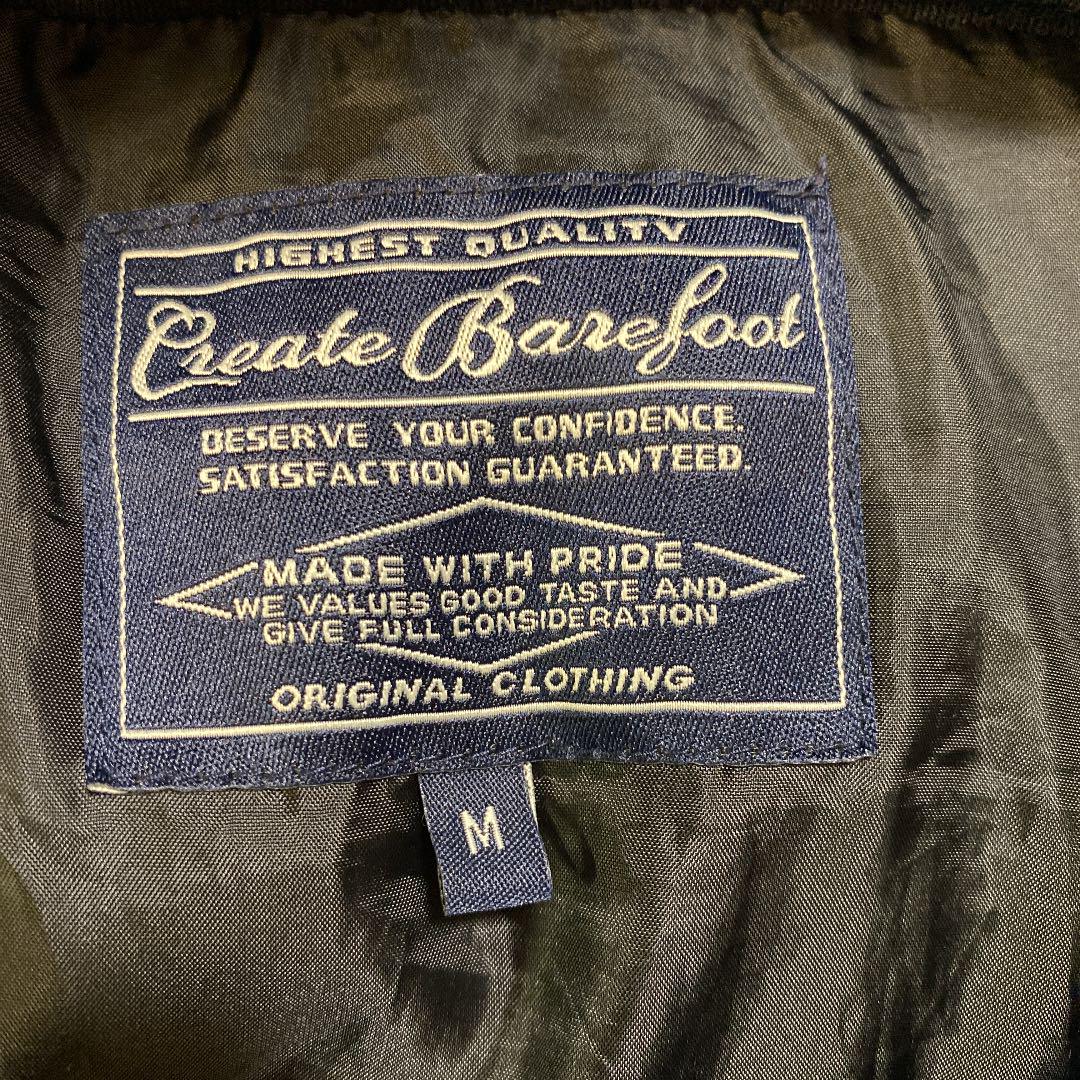 HIGHEST QUALITY
Create Barefoot
DESERVE YOUR CONFIDENCE.
SATISFACTION GUARANTEED.
MADE WITH PRIDE
WE VALUES GOOD TASTE AND
GIVE FULL CONSIDERATION
ORIGINAL CLOTHING
M